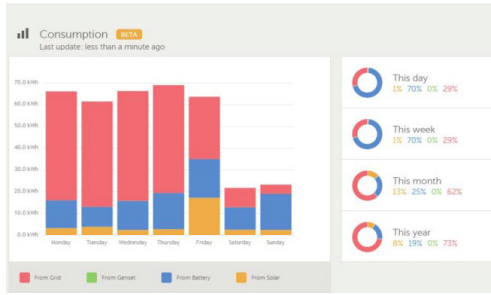 Consumption BETA
Last update: less than a minute ago
70.0 kWh
60.0 kWh
50.0 kWh
40.0 kWh
30.0 kWh
20.0 kWh
10.0 kWh
0.0 kWh
Monday Tuesday Wednesday Thursday Friday Saturday Sunday
From Grid From Genset From Battery From Solar
This day
1% 70% 0% 29%
This week
1% 70% 0% 29%
This month
13% 25% 0% 62%
This year
8% 19% 0% 73%